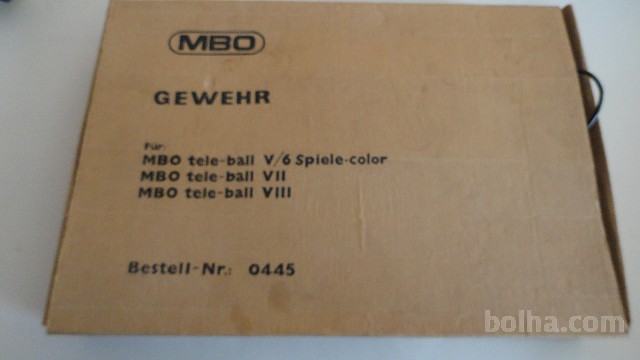 MBO
GEWEHR
Für:
MBO tele-ball V/6 Spiele-color
MBO tele-ball VII
MBO tele-ball VIII
Bestell-Nr.: 0445
bolha.com